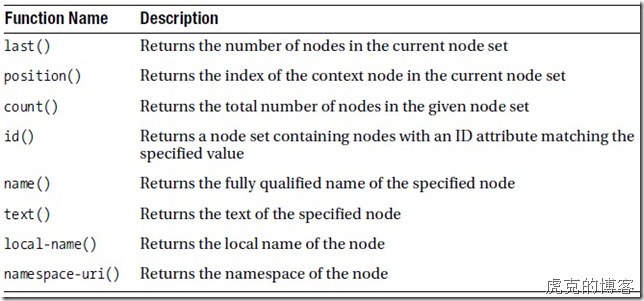 Function Name Description
last() Returns the number of nodes in the current node set
position() Returns the index of the context node in the current node set
count() Returns the total number of nodes in the given node set
id() Returns a node set containing nodes with an ID attribute matching the
specified value
name() Returns the fully qualified name of the specified node
text() Returns the text of the specified node
local-name() Returns the local name of the node
namespace-uri() Returns the namespace of the node
虎克的博客